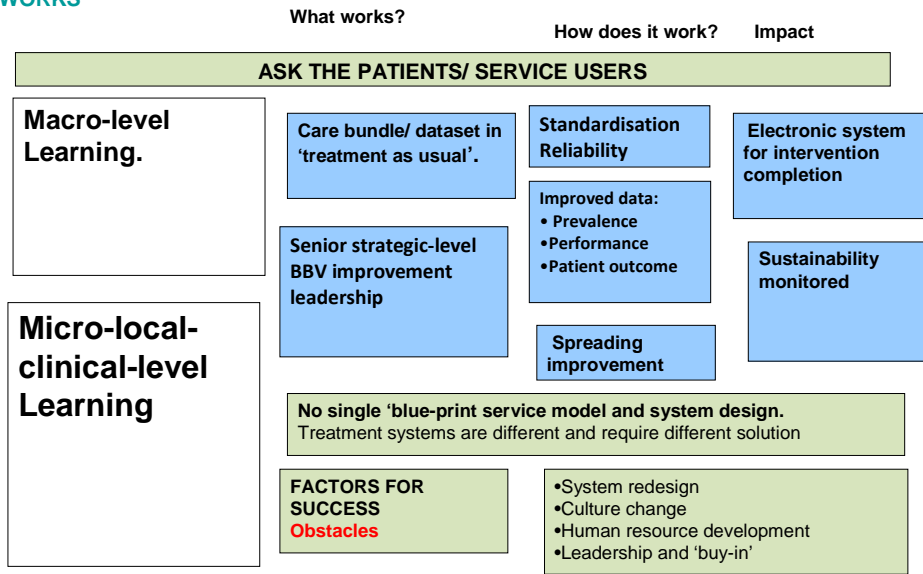 WORKS
What works?
How does it work? Impact
ASK THE PATIENTS/ SERVICE USERS
Macro-level
Learning.
Care bundle/ dataset in
‘treatment as usual’.
Standardisation
Reliability
Electronic system
for intervention
completion
Improved data:
• Prevalence
•Performance
•Patient outcome
Senior strategic-level
BBV improvement
leadership
Sustainability
monitored
Micro-local-
clinical-level
Learning
Spreading
improvement
No single ‘blue-print service model and system design.
Treatment systems are different and require different solution
FACTORS FOR
SUCCESS
Obstacles
•System redesign
•Culture change
•Human resource development
•Leadership and ‘buy-in’